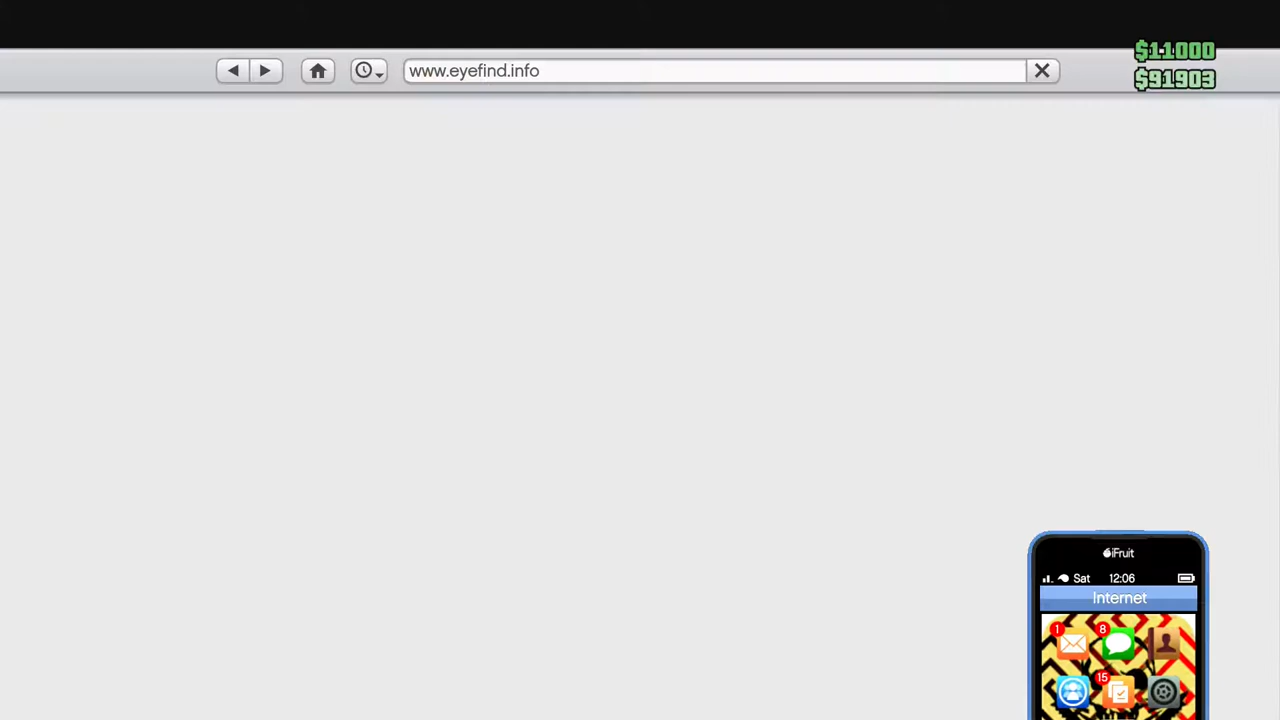 www.eyefind.info
$11000
$91903
iFruit
Sat 12:06
Internet
1 8
15